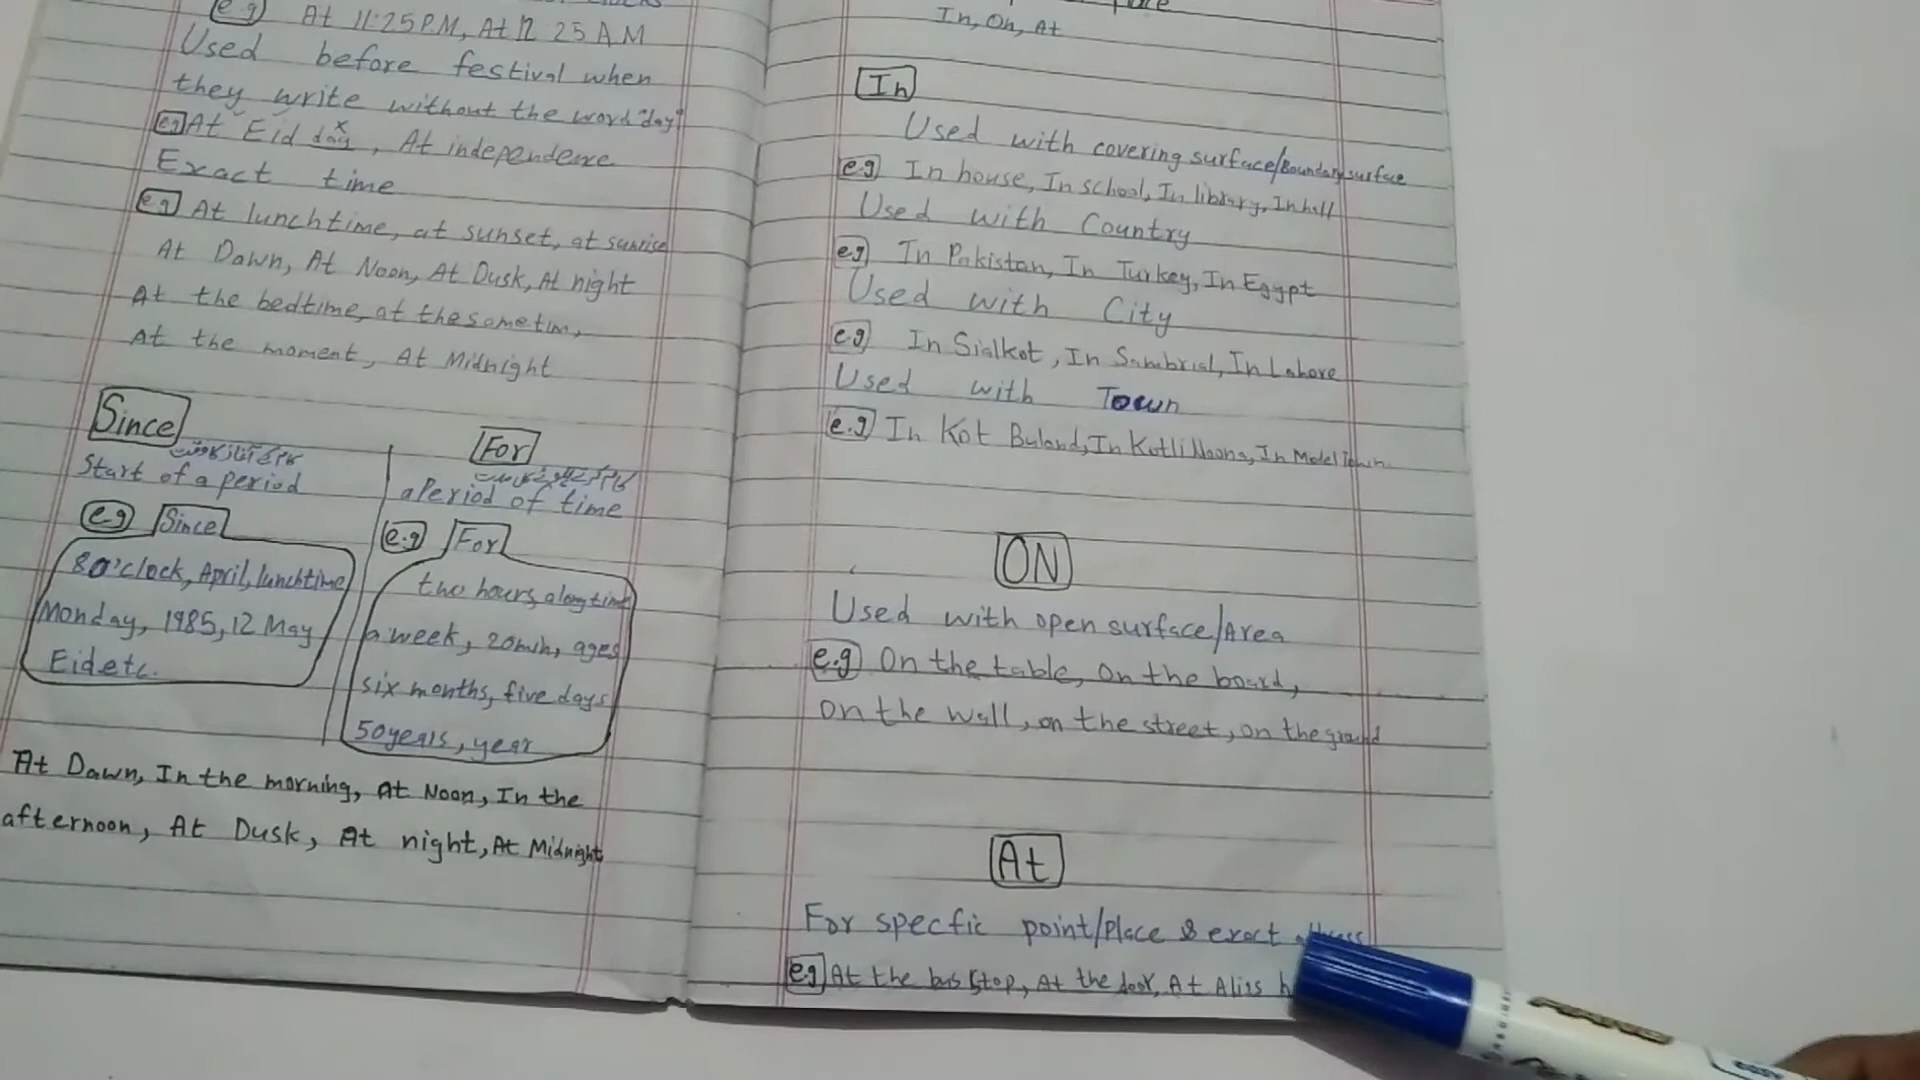 e.g At 11:25 P.M, At 12 25 A M
Used before festival when
they write without the word "day"
e.g At Eid day x, At independence
Exact time
e.g At lunchtime, at sunset, at sunrise
At Dawn, At Noon, At Dusk, At night
At the bedtime, at the sametim,
At the moment, At Midnight
Since
Start of a period
e.g Since
8 O'clock, April, lunchtime
Monday, 1985, 12 May
Eid etc.
For
a Period of time
e.g For
two hours, along time
a week, 20 min, ages
six months, five days
50 years, year
At Dawn, In the morning, At Noon, In the
afternoon, At Dusk, At night, At Midnight
In, On, At
In
Used with covering surface/Boundary surface
e.g In house, In school, In library, In hall
Used with Country
e.g In Pakistan, In Turkey, In Egypt
Used with City
e.g In Sialkot, In Sambrial, In Lahore
Used with Town
e.g In Kot Buland, In Kotli Noona, In Model Town
ON
Used with open surface/Area
e.g On the table, On the board,
on the wall, on the street, on the ground
At
For specfic point/Place & exact
e.g At the bus stop, At the door, At Alis